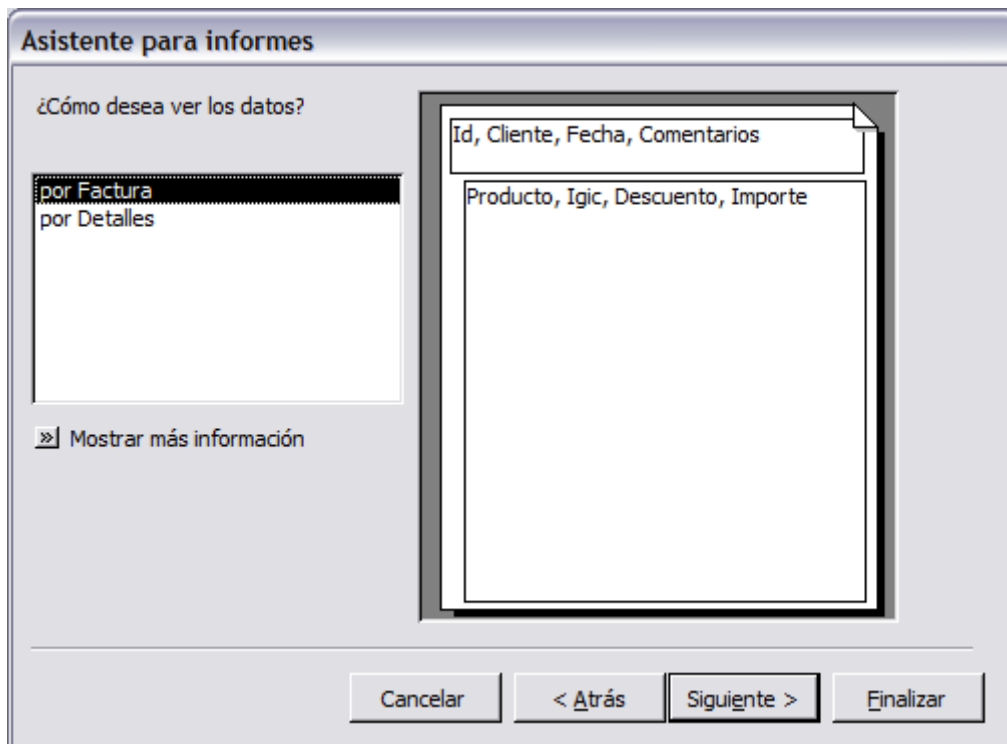 Asistente para informes
¿Cómo desea ver los datos?
por Factura
por Detalles
Mostrar más información
Id, Cliente, Fecha, Comentarios
Producto, Igic, Descuento, Importe
Cancelar
< Atrás
Siguiente >
Finalizar